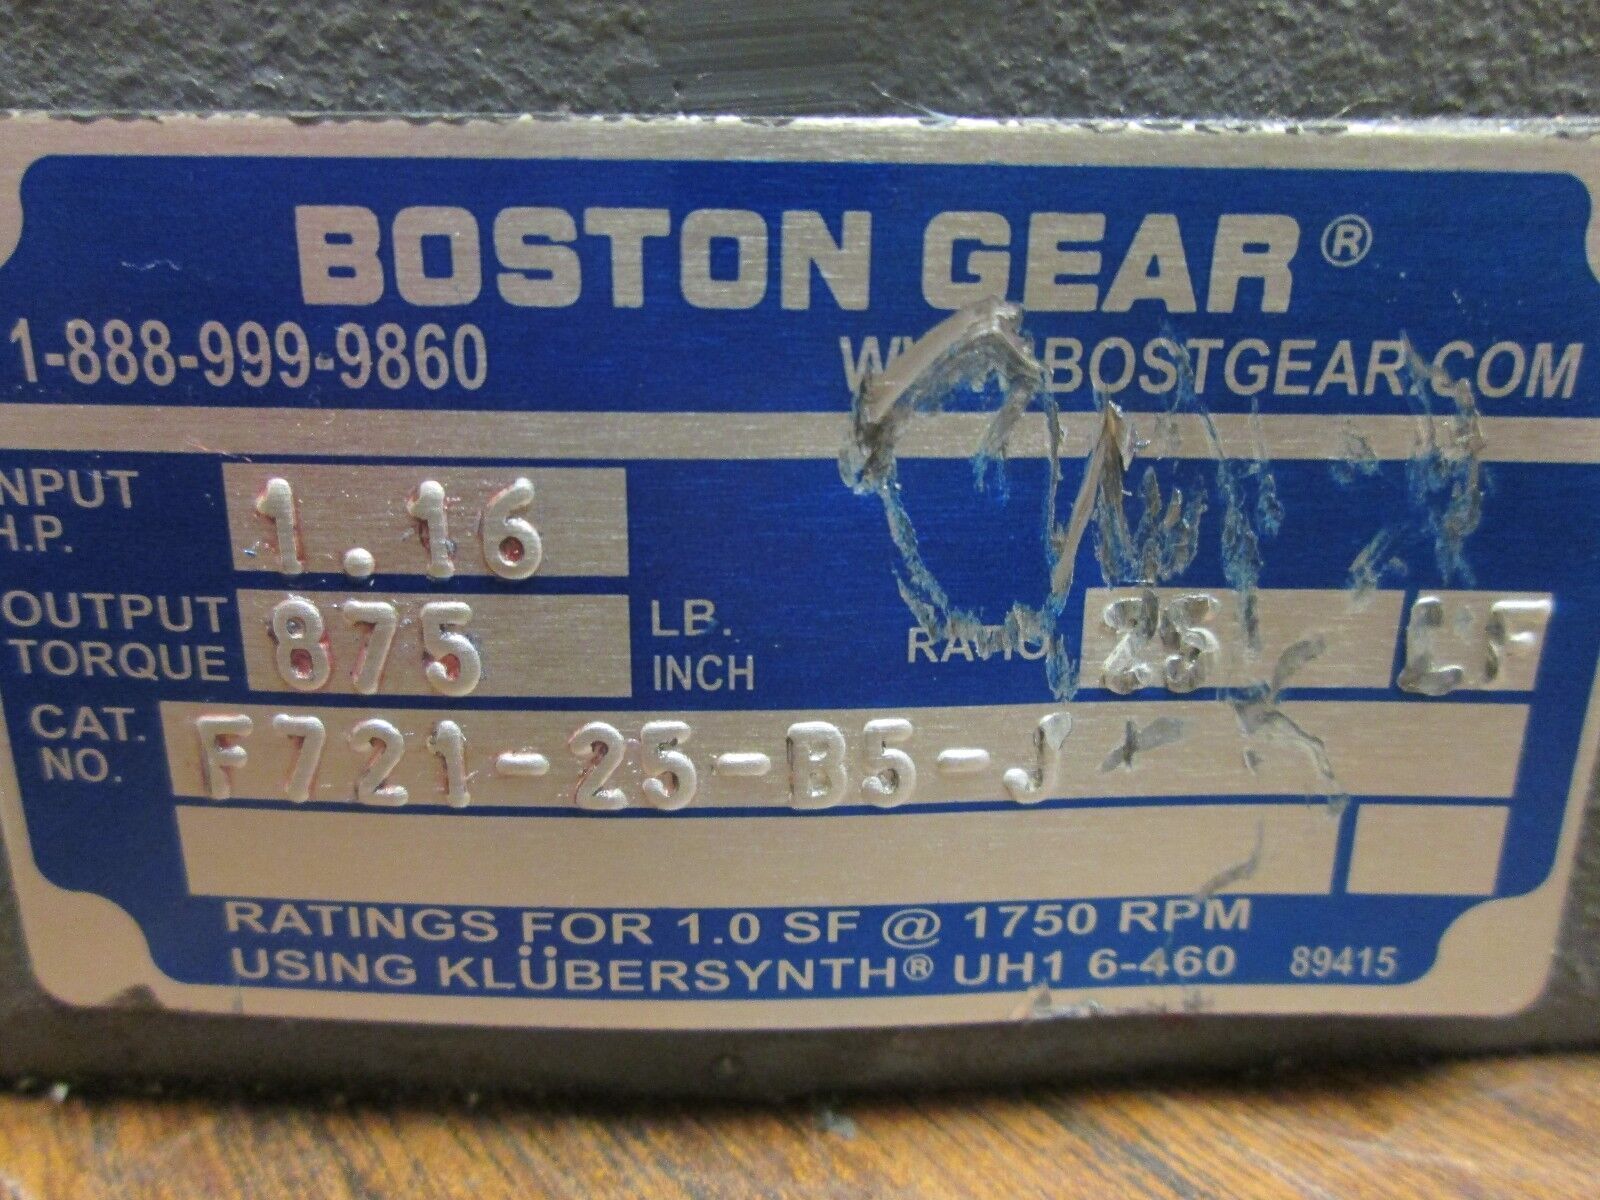 BOSTON GEAR®
1-888-999-9860
BOSTGEAR.COM
INPUT H.P. 1.16
OUTPUT TORQUE 875 LB. INCH RATIO 25
CAT. NO. F721-25-B5-J
RATINGS FOR 1.0 SF @ 1750 RPM
USING KLÜBERSYNTH® UH1 6-460 89415